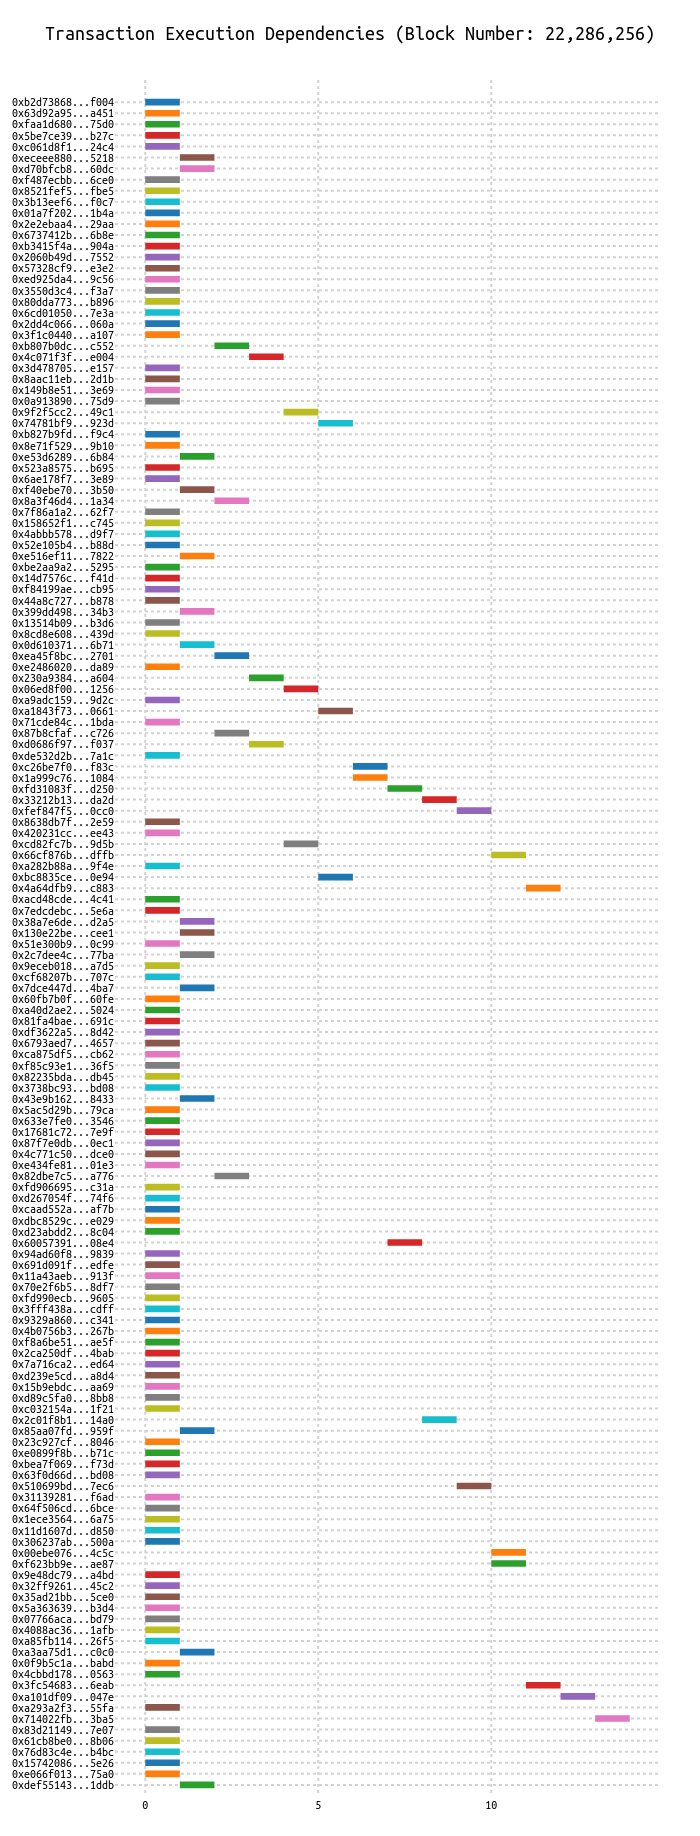 Transaction Execution Dependencies (Block Number: 22,286,256)
0xb2d73868...f004
0x63d92a95...a451
0xfaa1d680...75d0
0x5be7ce39...b27c
0xc061d8f1...24c4
0xeceee880...5218
0xd70bfcb8...60dc
0xf487ecbb...6ce0
0x8521fef5...fbe5
0x3b13eef6...f0c7
0x01a7f202...1b4a
0x2e2ebaa4...29aa
0x6737412b...6b8e
0xb3415f4a...904a
0x2060b49d...7552
0x57328cf9...e3e2
0xed925da4...9c56
0x3550d3c4...f3a7
0x80dda773...b896
0x6cd01050...7e3a
0x2dd4c066...060a
0x3f1c0440...a107
0xb807b0dc...c552
0x4c071f3f...e004
0x3d478705...e157
0x8aac11eb...2d1b
0x149b8e51...3e69
0x0a913890...75d9
0x9f2f5cc2...49c1
0x74781bf9...923d
0xb827b9fd...f9c4
0x8e71f529...9b10
0xe53d6289...6b84
0x523a8575...b695
0x6ae178f7...3e89
0xf40ebe70...3b50
0x8a3f46d4...1a34
0x7f86a1a2...62f7
0x158652f1...c745
0x4abbb578...d9f7
0x52e105b4...b88d
0xe516ef11...7822
0xbe2aa9a2...5295
0x14d7576c...f41d
0xf84199ae...cb95
0x44a8c727...b878
0x399dd498...34b3
0x13514b09...b3d6
0x8cd8e608...439d
0x0d610371...6b71
0xea45f8bc...2701
0xe2486020...da89
0x230a9384...a604
0x06ed8f00...1256
0xa9adc159...9d2c
0xa1843f73...0661
0x71cde84c...1bda
0x87b8cfaf...c726
0xd0686f97...f037
0xde532d2b...7a1c
0xc26be7f0...f83c
0x1a999c76...1084
0xfd31083f...d250
0x33212b13...da2d
0xfef847f5...0cc0
0x8638db7f...2e59
0x420231cc...ee43
0xcd82fc7b...9d5b
0x66cf876b...dffb
0xa282b88a...9f4e
0xbc8835ce...0e94
0x4a64dfb9...c883
0xacd48cde...4c41
0x7edcdebc...5e6a
0x38a7e6de...d2a5
0x130e22be...cee1
0x51e300b9...0c99
0x2c7dee4c...77ba
0x9eceb018...a7d5
0xcf68207b...707c
0x7dce447d...4ba7
0x60fb7b0f...60fe
0xa40d2ae2...5024
0x81fa4bae...691c
0xdf3622a5...8d42
0x6793aed7...4657
0xca875df5...cb62
0xf85c93e1...36f5
0x82235bda...db45
0x3738bc93...bd08
0x43e9b162...8433
0x5ac5d29b...79ca
0x633e7fe0...3546
0x17681c72...7e9f
0x87f7e0db...0ec1
0x4c771c50...dce0
0xe434fe81...01e3
0x82dbe7c5...a776
0xfd906695...c31a
0xd267054f...74f6
0xcaad552a...af7b
0xdbc8529c...e029
0xd23abdd2...8c04
0x60057391...08e4
0x94ad60f8...9839
0x691d091f...edfe
0x11a43aeb...913f
0x70e2f6b5...8df7
0xfd990ecb...9605
0x3fff438a...cdff
0x9329a860...c341
0x4b0756b3...267b
0xf8a6be51...ae5f
0x2ca250df...4bab
0x7a716ca2...ed64
0xd239e5cd...a8d4
0x15b9ebdc...aa69
0xd89c5fa0...8bb8
0xc032154a...1f21
0x2c01f8b1...14a0
0x85aa07fd...959f
0x23c927cf...8046
0xe0899f8b...b71c
0xbea7f069...f73d
0x63f0d66d...bd08
0x510699bd...7ec6
0x31139281...f6ad
0x64f506cd...6bce
0x1ece3564...6a75
0x11d1607d...d850
0x306237ab...500a
0x00ebe076...4c5c
0xf623bb9e...ae87
0x9e48dc79...a4bd
0x32ff9261...45c2
0x35ad21bb...5ce0
0x5a363639...b3d4
0x07766aca...bd79
0x4088ac36...1afb
0xa85fb114...26f5
0xa3aa75d1...c0c0
0x0f9b5c1a...babd
0x4cbbd178...0563
0x3fc54683...6eab
0xa101df09...047e
0xa293a2f3...55fa
0x714022fb...3ba5
0x83d21149...7e07
0x61cb8be0...8b06
0x76d83c4e...b4bc
0x15742086...5e26
0xe066f013...75a0
0xdef55143...1ddb
0 5 10